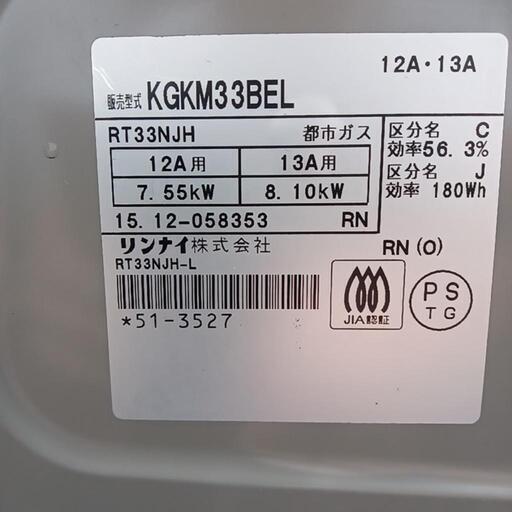 12A・13A
販売型式 KGKM33BEL
RT33NJH 都市ガス
12A用 13A用
7.55kW 8.10kW
区分名 C
効率56.3%
区分名 J
効率 180Wh
15.12-058353 RN
リンナイ株式会社 RN(O)
RT33NJH-L
*51-3527
JIA認証
PS
TG